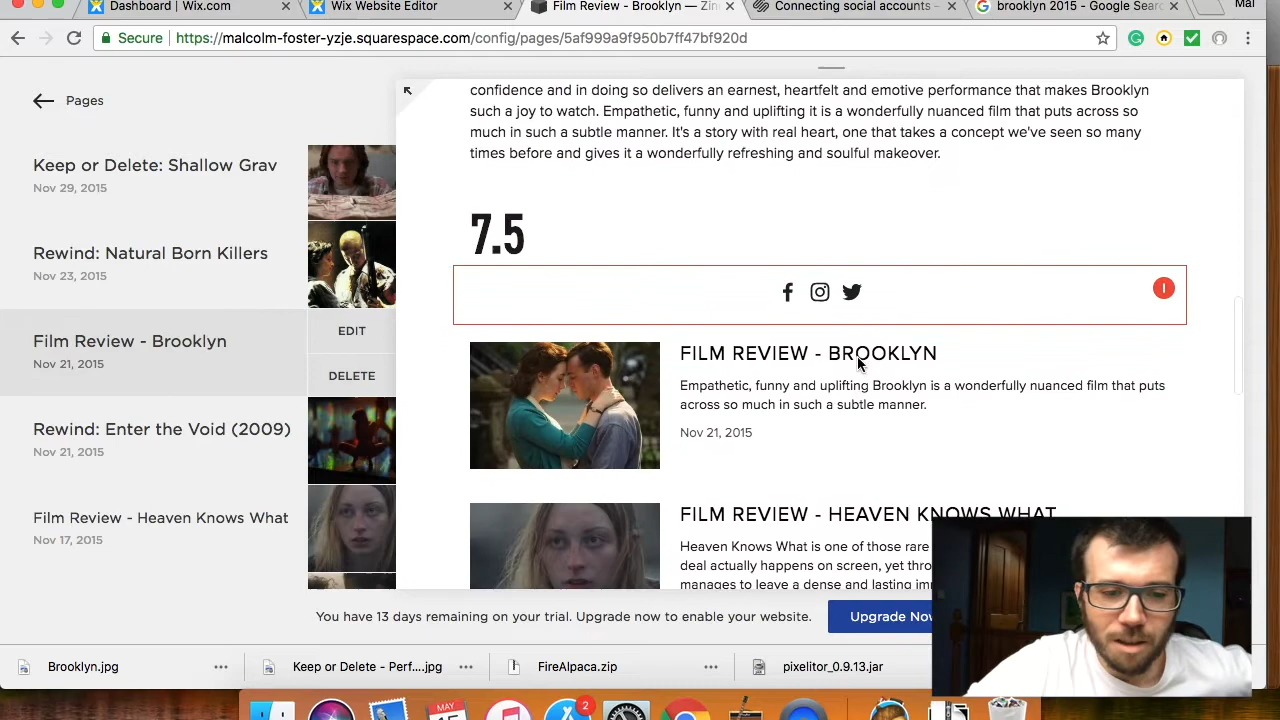 Dashboard | Wix.com
Wix Website Editor
Film Review - Brooklyn — Zin
Connecting social accounts –
brooklyn 2015 - Google Sear
Mal
Secure
https://malcolm-foster-yzje.squarespace.com/config/pages/5af999a9f950b7ff47bf920d
Pages
Keep or Delete: Shallow Grav
Nov 29, 2015
Rewind: Natural Born Killers
Nov 23, 2015
Film Review - Brooklyn
Nov 21, 2015
EDIT
DELETE
Rewind: Enter the Void (2009)
Nov 21, 2015
Film Review - Heaven Knows What
Nov 17, 2015
confidence and in doing so delivers an earnest, heartfelt and emotive performance that makes Brooklyn
such a joy to watch. Empathetic, funny and uplifting it is a wonderfully nuanced film that puts across so
much in such a subtle manner. It's a story with real heart, one that takes a concept we've seen so many
times before and gives it a wonderfully refreshing and soulful makeover.
7.5
FILM REVIEW - BROOKLYN
Empathetic, funny and uplifting Brooklyn is a wonderfully nuanced film that puts
across so much in such a subtle manner.
Nov 21, 2015
FILM REVIEW - HEAVEN KNOWS WHAT
Heaven Knows What is one of those rare
deal actually happens on screen, yet thro
manages to leave a dense and lasting im
You have 13 days remaining on your trial. Upgrade now to enable your website.
Upgrade Now
Brooklyn.jpg
Keep or Delete - Perf....jpg
FireAlpaca.zip
pixelitor_0.9.13.jar
MAY
2